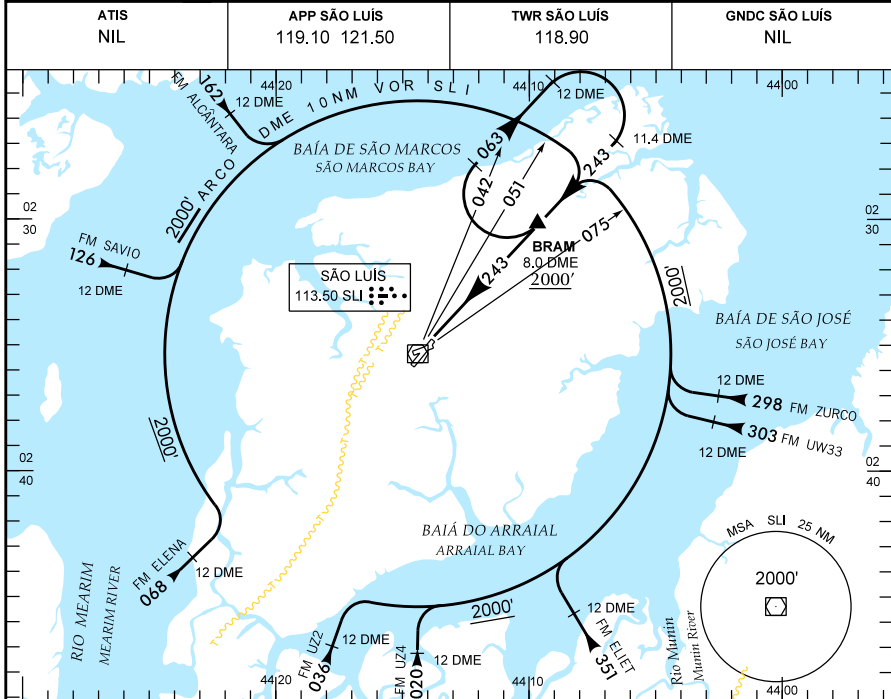 ATIS
NIL
APP SÃO LUÍS
119.10 121.50
TWR SÃO LUÍS
118.90
GNDC SÃO LUÍS
NIL
44 20
44 10
44 00
162
FM ALCÂNTARA
12 DME
2000' ARCO DME 10NM VOR SLI
12 DME
063
11.4 DME
243
BAÍA DE SÃO MARCOS
SÃO MARCOS BAY
042
051
02
30
02
30
FM SAVIO
126
12 DME
BRAM
8.0 DME
2000'
075
243
SÃO LUÍS
113.50 SLI
2000'
BAÍA DE SÃO JOSÉ
SÃO JOSÉ BAY
12 DME
298 FM ZURCO
303 FM UW33
12 DME
2000'
02
40
02
40
T
T
T
T
T
T
T
BAIÁ DO ARRAIAL
ARRAIAL BAY
MSA SLI 25 NM
2000'
FM ELENA
068
12 DME
RIO MEARIM
MEARIM RIVER
2000'
FM UZ2
036
12 DME
FM UZ4
020
12 DME
12 DME
FM ELIET
351
Rio Munin
Munin River
44 20
44 10
44 00